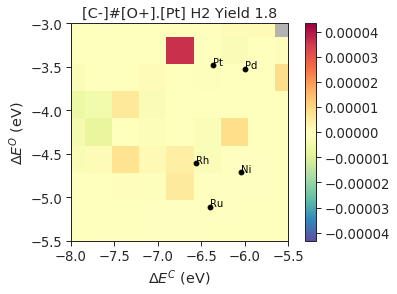 [C-]#[O+].[Pt] H2 Yield 1.8
−3.0
−3.5
−4.0
−4.5
−5.0
−5.5
ΔE^O (eV)
Pt
Pd
Rh
Ni
Ru
−8.0 −7.5 −7.0 −6.5 −6.0 −5.5
ΔE^C (eV)
0.00004
0.00003
0.00002
0.00001
0.00000
−0.00001
−0.00002
−0.00003
−0.00004